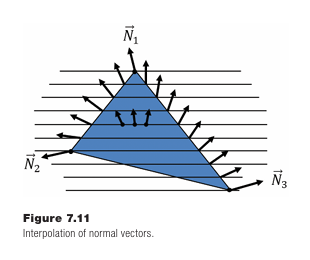 N⃗1
N⃗2
N⃗3
Figure 7.11
Interpolation of normal vectors.